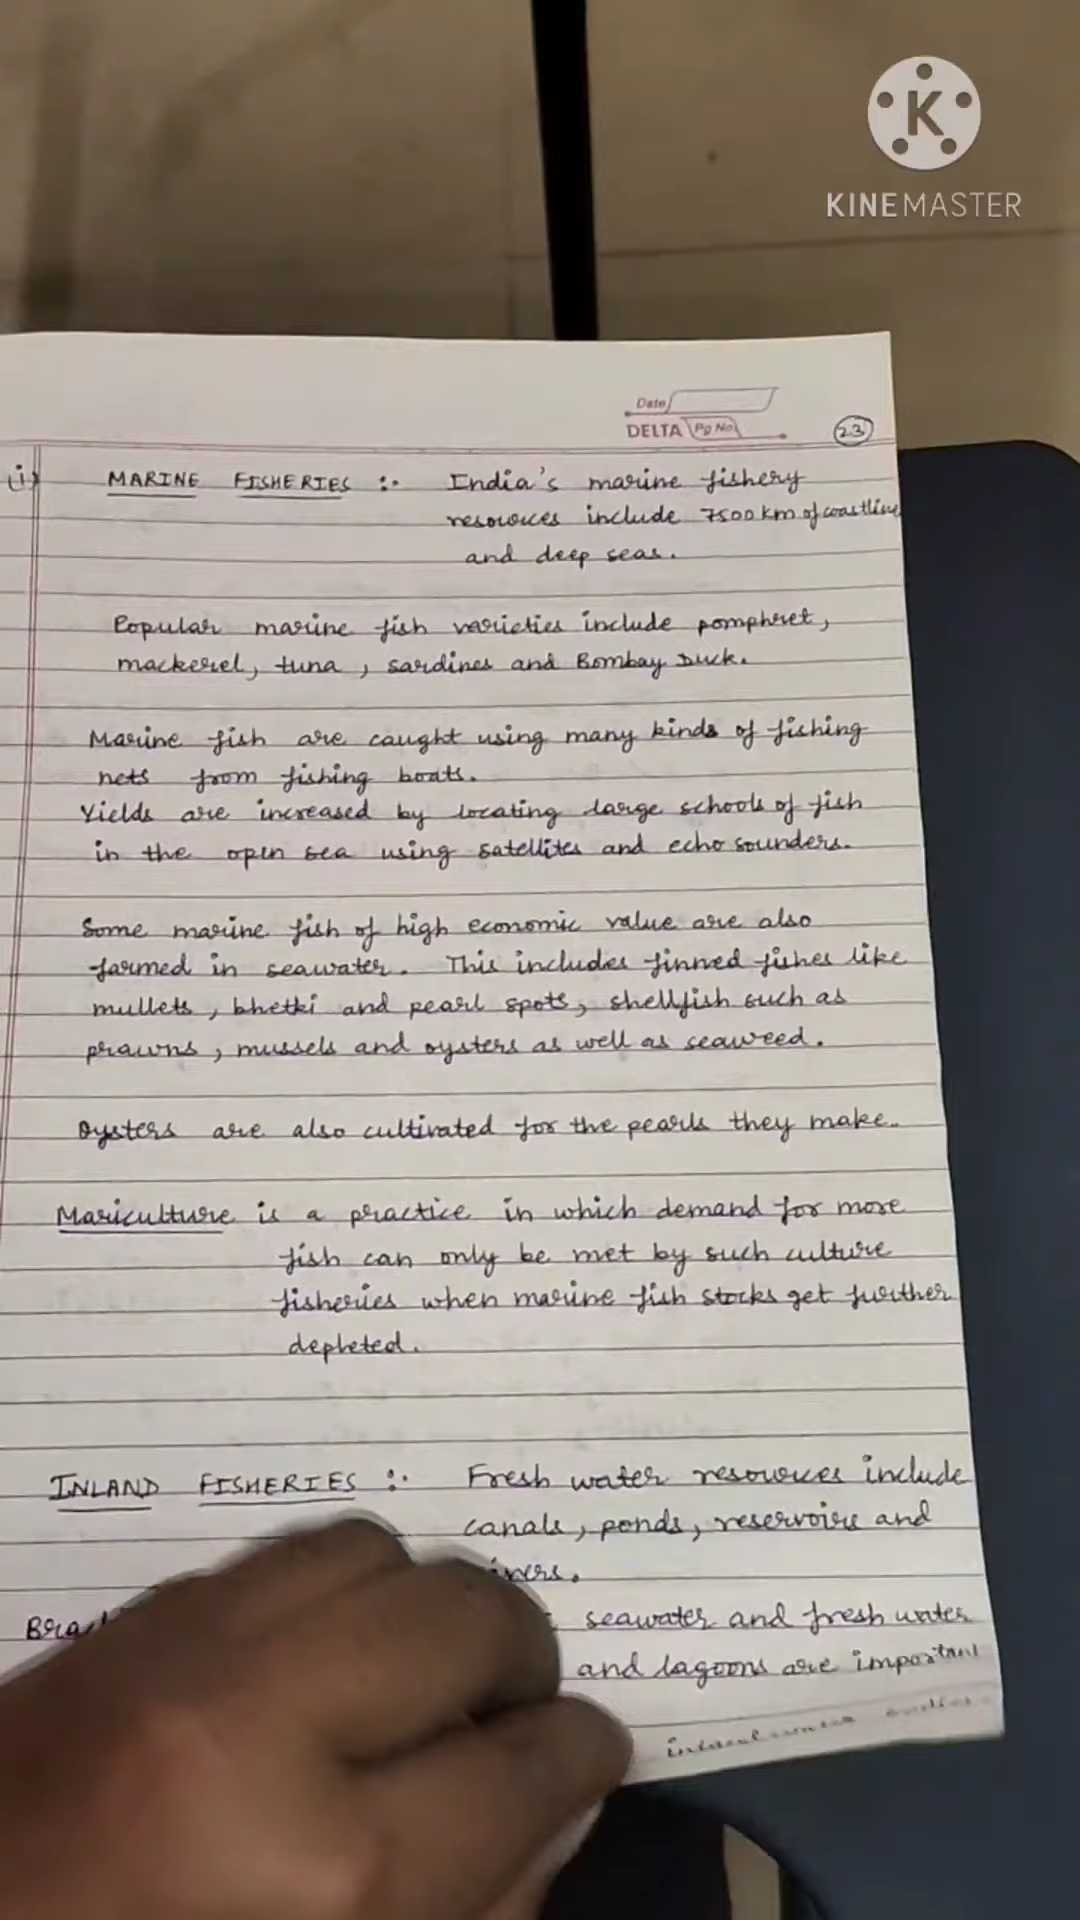 K
KINEMASTER
Date
DELTA Pg No
23
(i) MARINE FISHERIES :- India's marine fishery
resources include 7500 km of coastline
and deep seas.
Popular marine fish varieties include pomphret,
mackerel, tuna, sardines and Bombay Duck.
Marine fish are caught using many kinds of fishing
nets from fishing boats.
Yields are increased by locating large schools of fish
in the open sea using satellites and echo sounders.
Some marine fish of high economic value are also
farmed in seawater. This includes finned fishes like
mullets, bhetki and pearl spots, shellfish such as
prawns, mussels and oysters as well as seaweed.
Oysters are also cultivated for the pearls they make.
Mariculture is a practice in which demand for more
fish can only be met by such culture
fisheries when marine fish stocks get further
depleted.
INLAND FISHERIES :- Fresh water resources include
canals, ponds, reservoirs and
seawater and fresh water
and lagoons are important